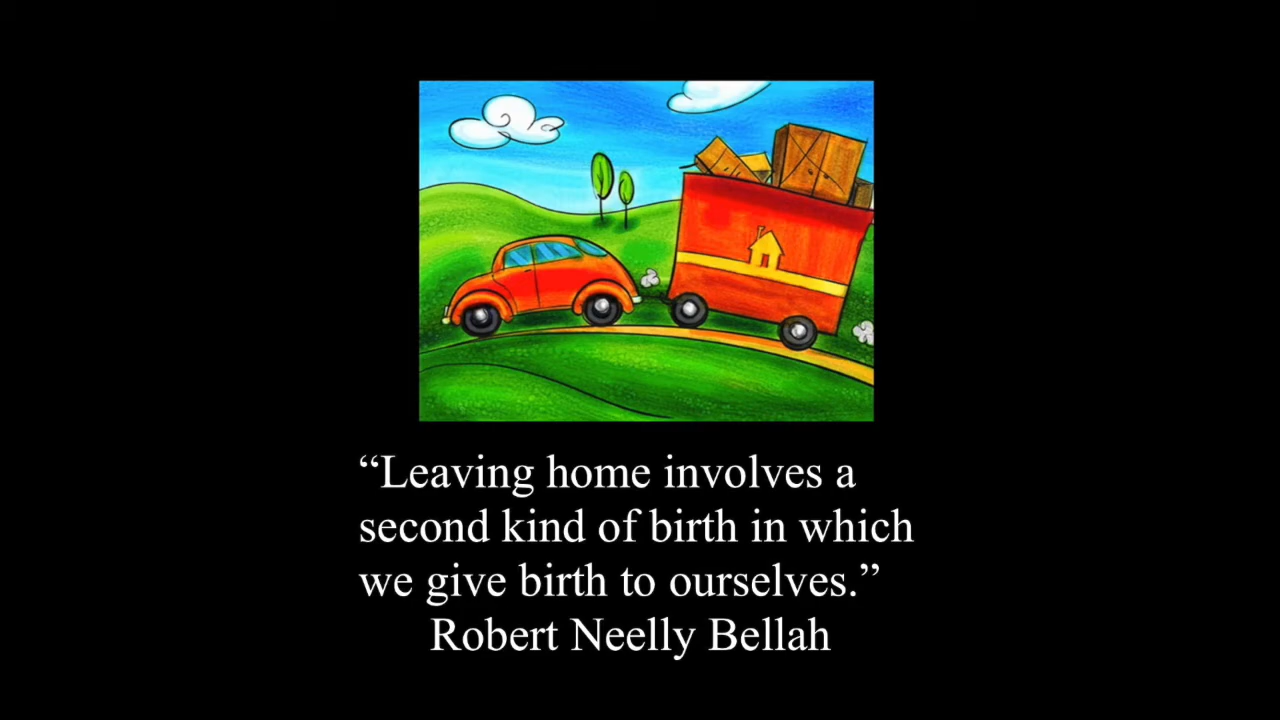 “Leaving home involves a
second kind of birth in which
we give birth to ourselves.”
Robert Neelly Bellah